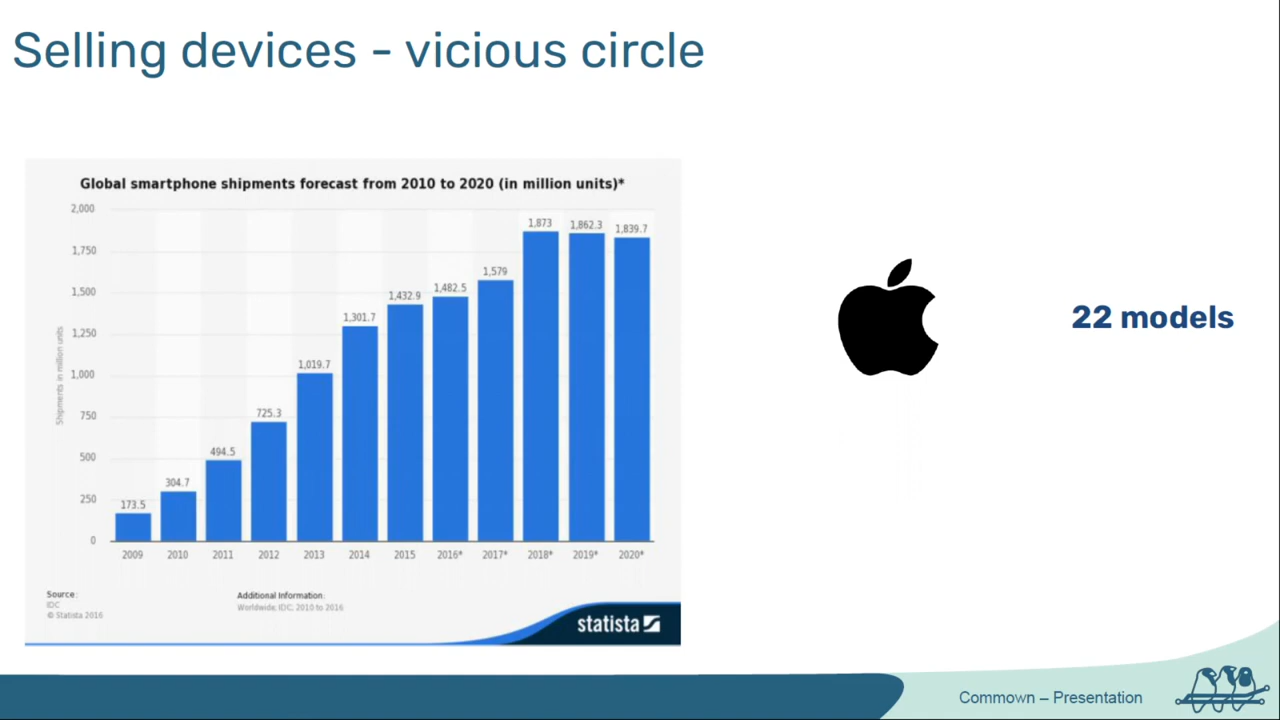 Selling devices - vicious circle
Global smartphone shipments forecast from 2010 to 2020 (in million units)*
Shipments in million units
2,000
1,750
1,500
1,250
1,000
750
500
250
0
173.5
304.7
494.5
725.3
1,019.7
1,301.7
1,432.9
1,482.5
1,579
1,873
1,862.3
1,839.7
2009 2010 2011 2012 2013 2014 2015 2016* 2017* 2018* 2019* 2020*
Source:
IDC
© Statista 2016
Additional Information:
Worldwide; IDC, 2010 to 2016
statista
22 models
Commown – Presentation